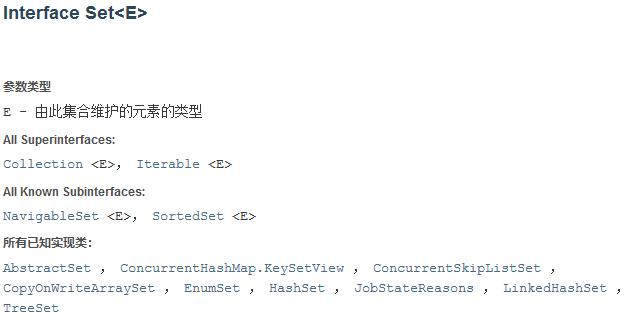 Interface Set<E>
参数类型
E - 由此集合维护的元素的类型
All Superinterfaces:
Collection <E>， Iterable <E>
All Known Subinterfaces:
NavigableSet <E>， SortedSet <E>
所有已知实现类：
AbstractSet ， ConcurrentHashMap.KeySetView ， ConcurrentSkipListSet ，
CopyOnWriteArraySet ， EnumSet ， HashSet ， JobStateReasons ， LinkedHashSet ，
TreeSet